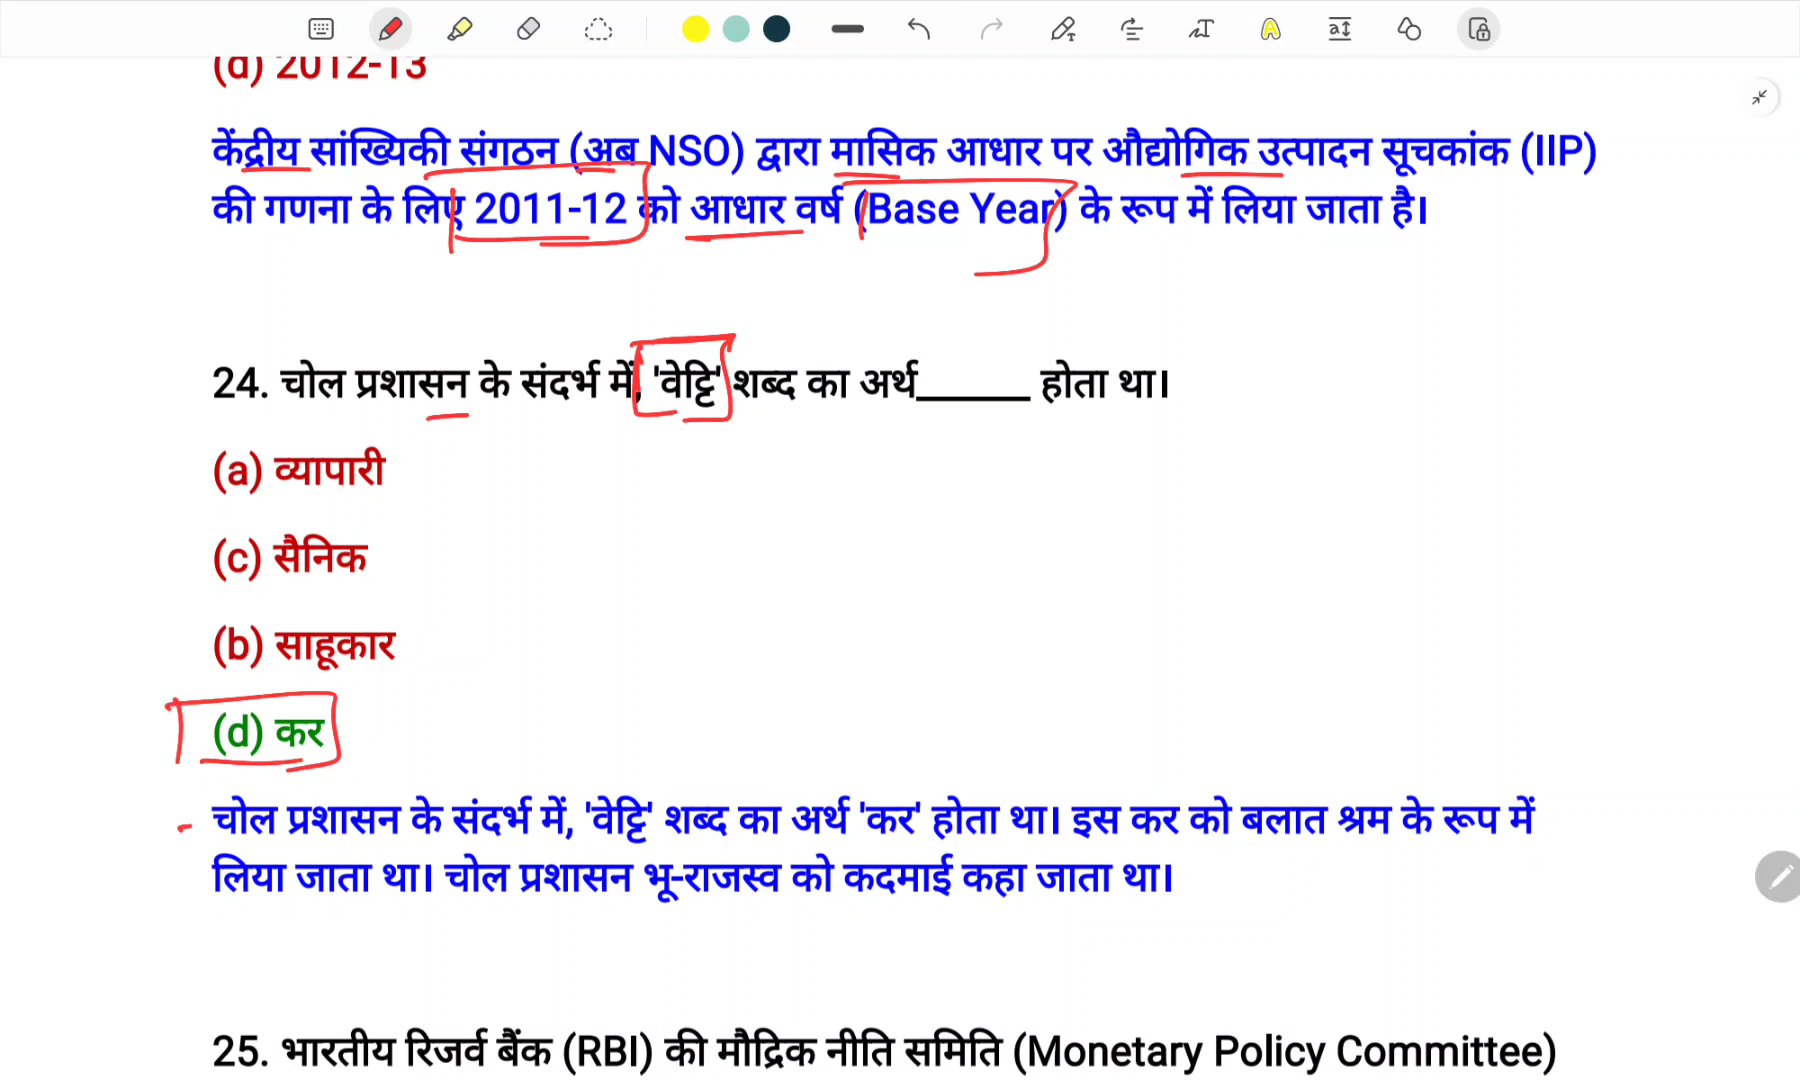 (d) 2012-13
केंद्रीय सांख्यिकी संगठन (अब NSO) द्वारा मासिक आधार पर औद्योगिक उत्पादन सूचकांक (IIP)
की गणना के लिए 2011-12 को आधार वर्ष (Base Year) के रूप में लिया जाता है।
24. चोल प्रशासन के संदर्भ में, 'वेट्टि' शब्द का अर्थ______ होता था।
(a) व्यापारी
(c) सैनिक
(b) साहूकार
(d) कर
चोल प्रशासन के संदर्भ में, 'वेट्टि' शब्द का अर्थ 'कर' होता था। इस कर को बलात श्रम के रूप में
लिया जाता था। चोल प्रशासन भू-राजस्व को कदमाई कहा जाता था।
25. भारतीय रिजर्व बैंक (RBI) की मौद्रिक नीति समिति (Monetary Policy Committee)